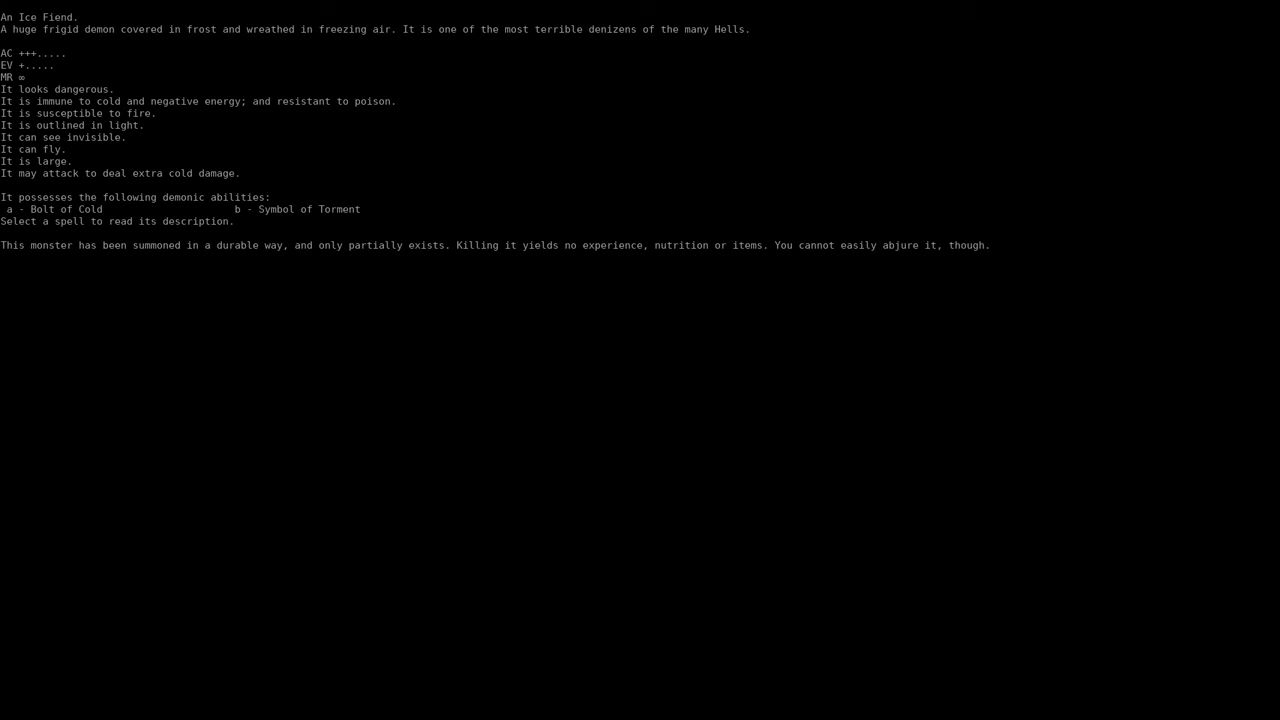 An Ice Fiend.
A huge frigid demon covered in frost and wreathed in freezing air. It is one of the most terrible denizens of the many Hells.
AC +++.....
EV +.....
MR ∞
It looks dangerous.
It is immune to cold and negative energy; and resistant to poison.
It is susceptible to fire.
It is outlined in light.
It can see invisible.
It can fly.
It is large.
It may attack to deal extra cold damage.
It possesses the following demonic abilities:
a - Bolt of Cold b - Symbol of Torment
Select a spell to read its description.
This monster has been summoned in a durable way, and only partially exists. Killing it yields no experience, nutrition or items. You cannot easily abjure it, though.